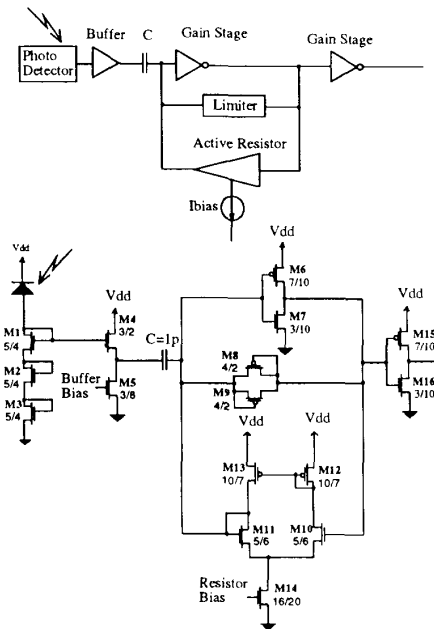 Photo
Detector
Buffer
C
Gain Stage
Gain Stage
Limiter
Active Resistor
Ibias
Vdd
M1
5/4
M2
5/4
M3
5/4
Vdd
M4
3/2
Buffer
Bias
M5
3/8
C=1p
Vdd
M6
7/10
M7
3/10
M8
4/2
M9
4/2
Vdd
M13
10/7
Vdd
M12
10/7
M11
5/6
M10
5/6
Resistor
Bias
M14
16/20
Vdd
M15
7/10
M16
3/10